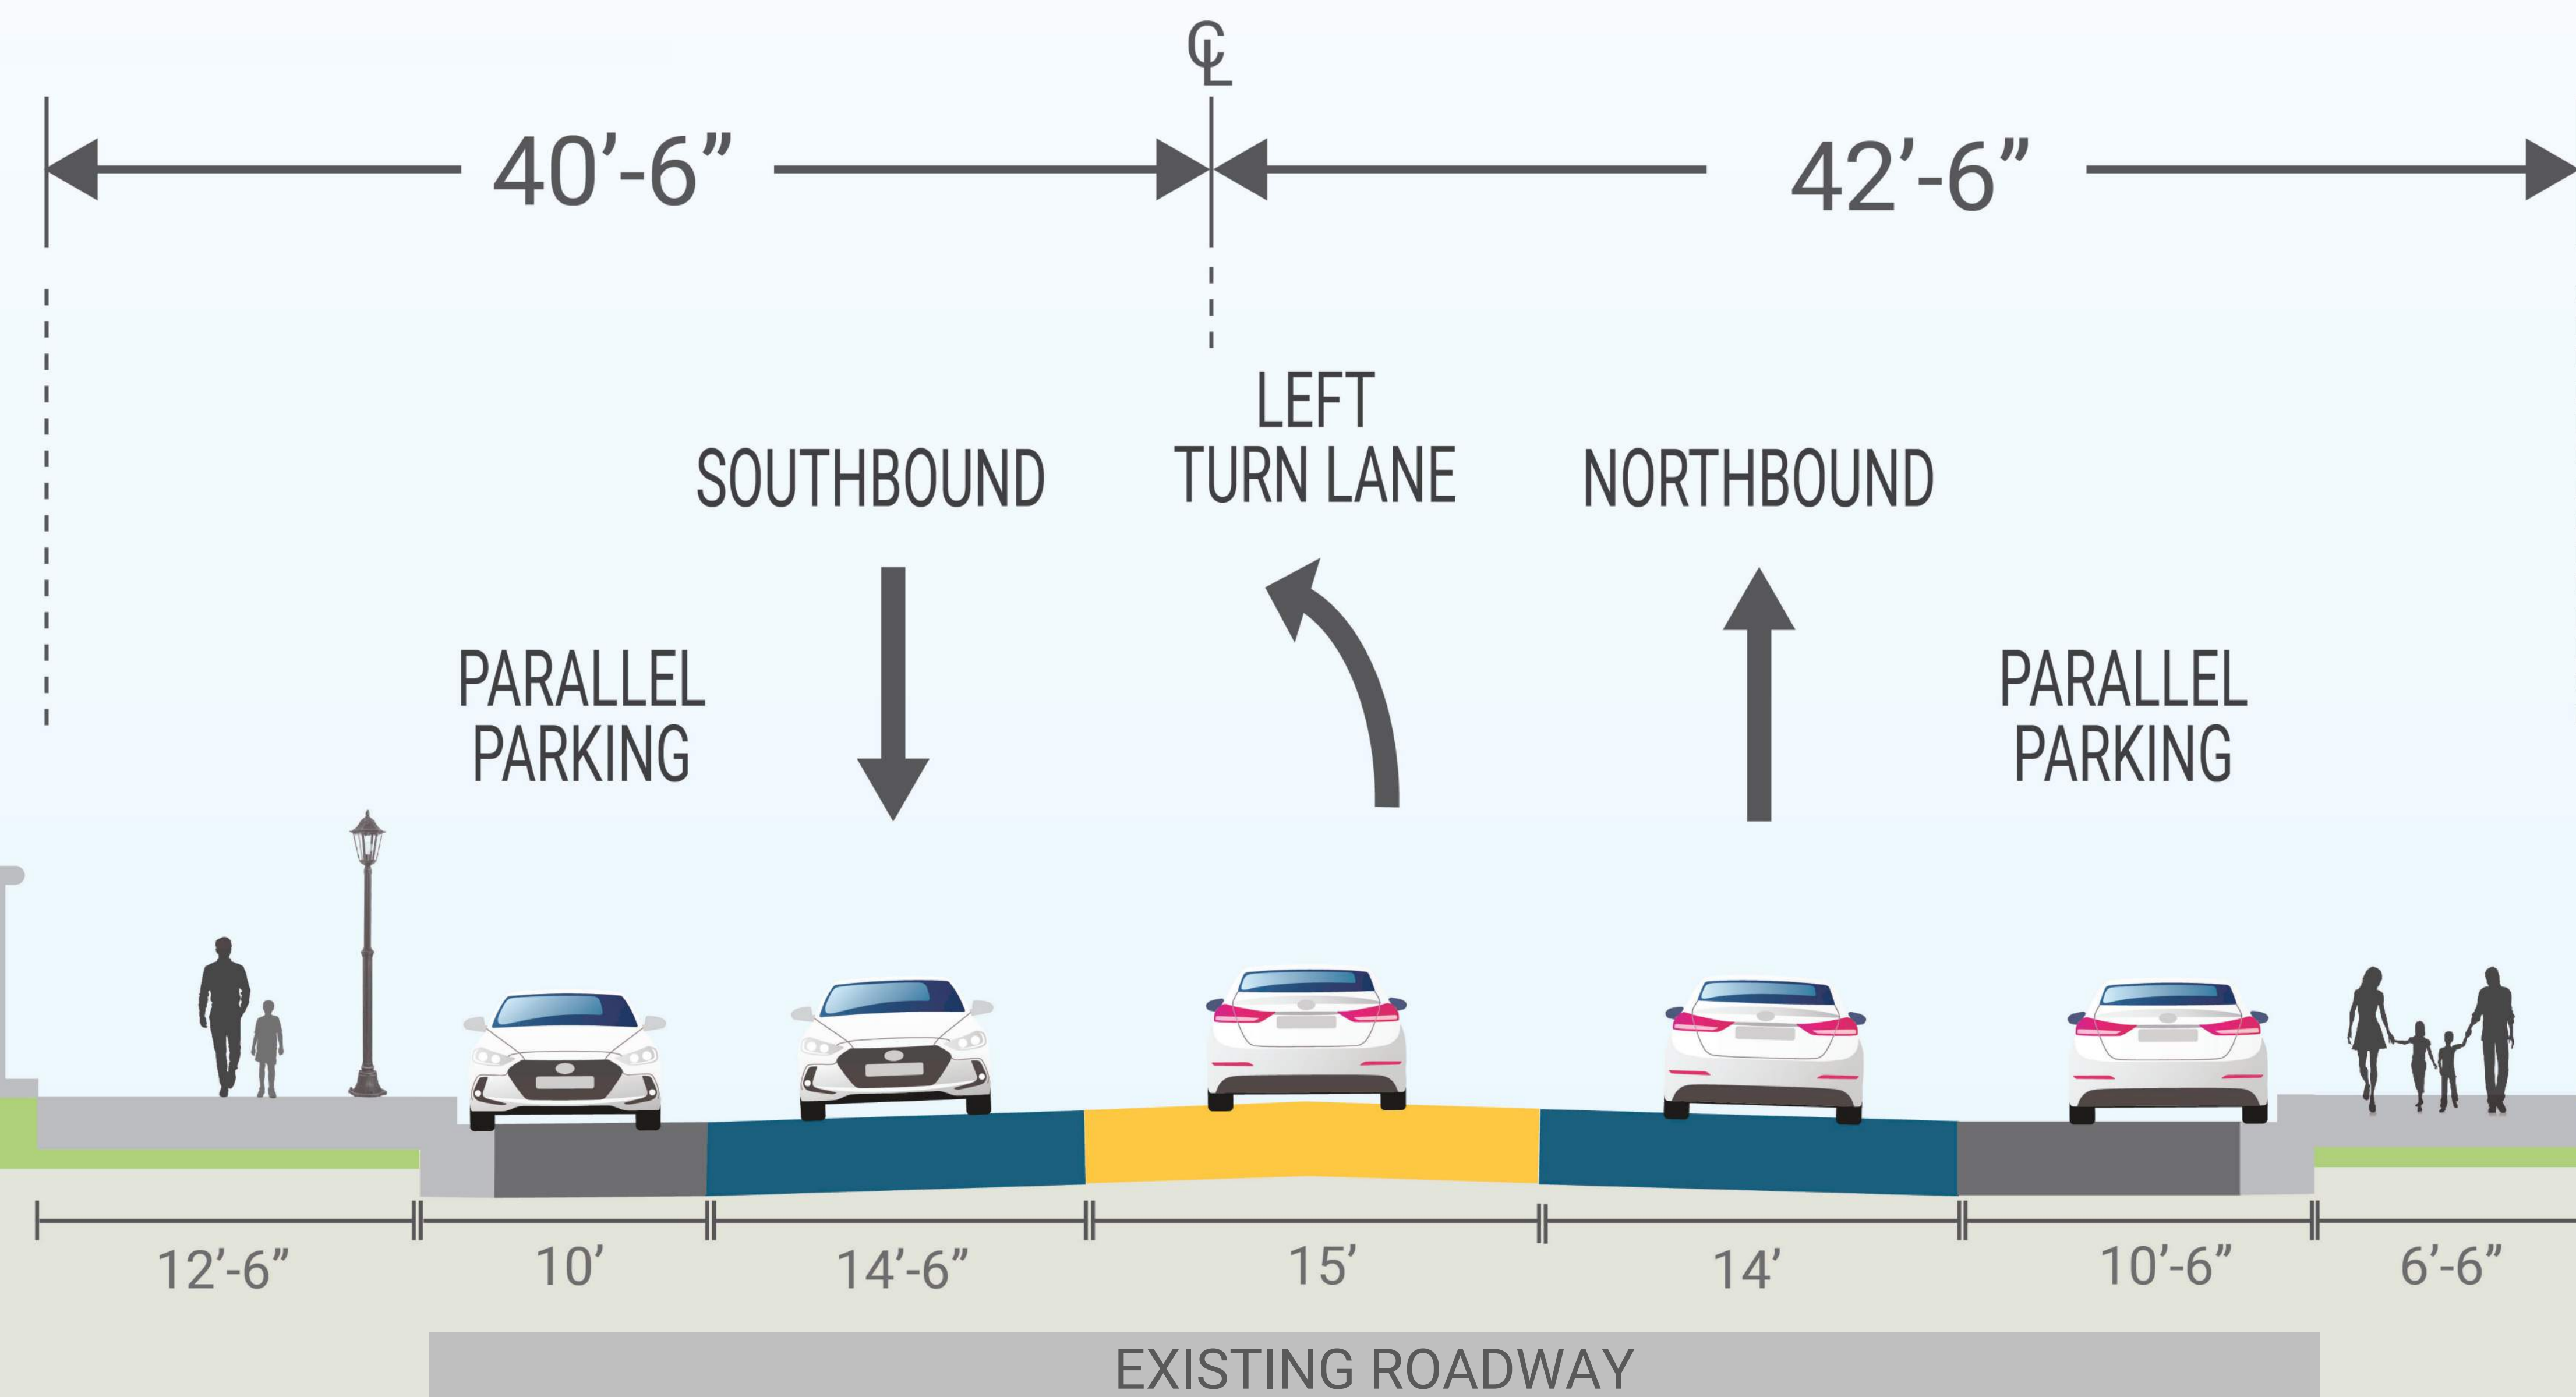 ℄
40’-6”
42’-6”
LEFT
TURN LANE
SOUTHBOUND
NORTHBOUND
PARALLEL
PARKING
PARALLEL
PARKING
12’-6”
10’
14’-6”
15’
14’
10’-6”
6’-6”
EXISTING ROADWAY